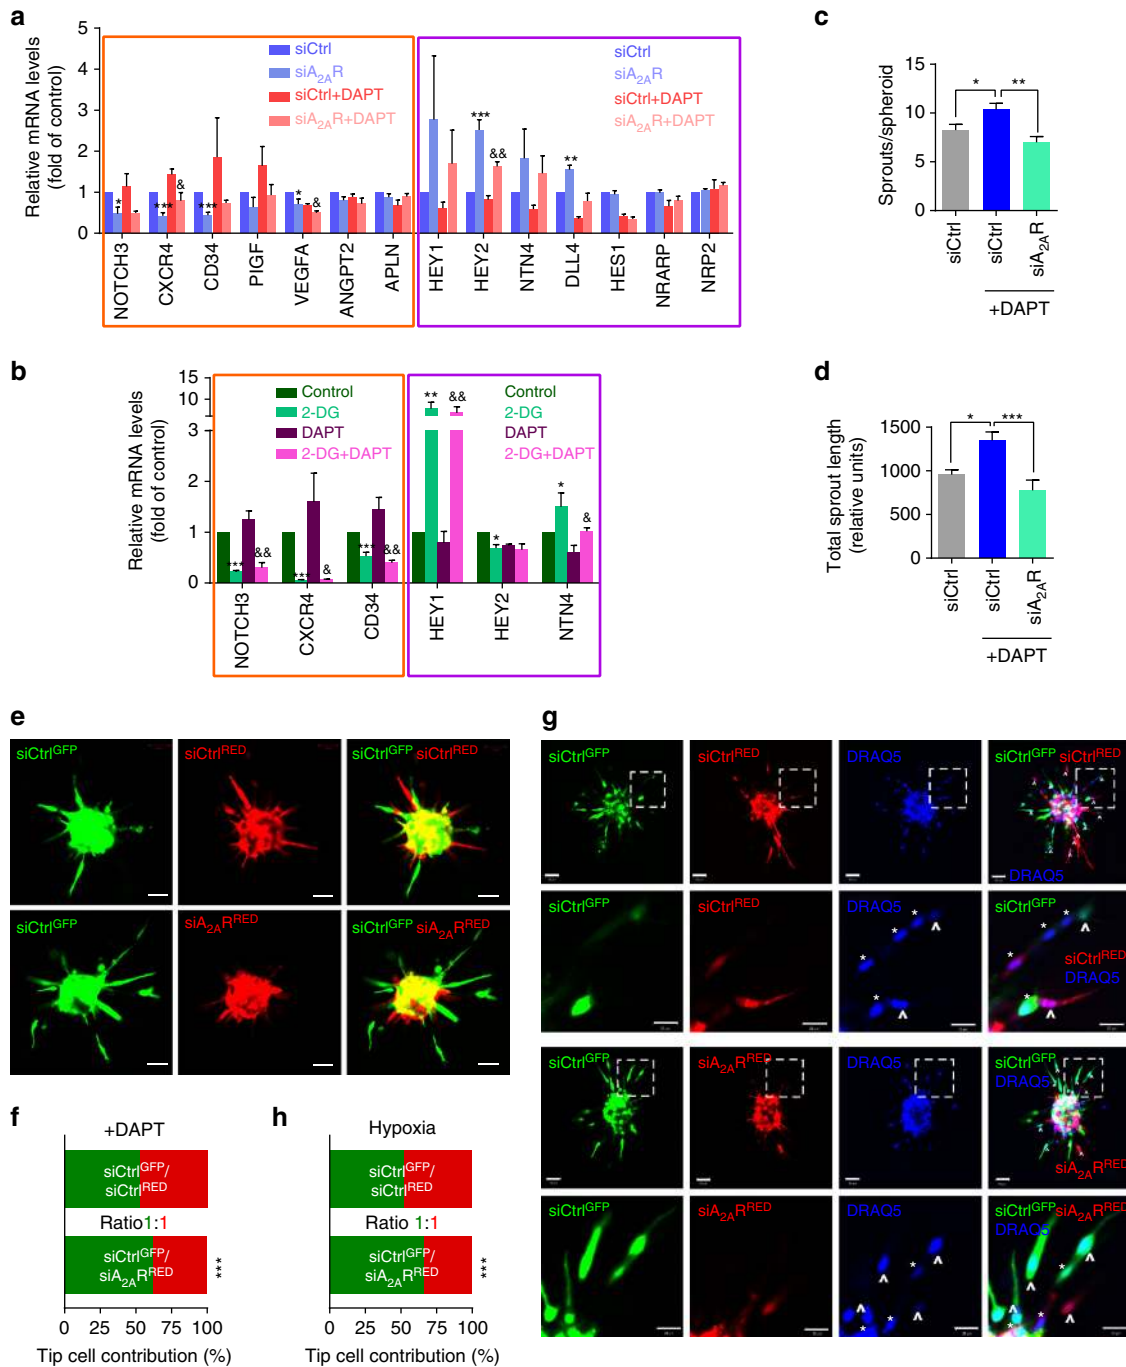 a
Relative mRNA levels
(fold of control)
5
4
3
2
1
0
siCtrl
siA2AR
siCtrl+DAPT
siA2AR+DAPT
siCtrl
siA2AR
siCtrl+DAPT
siA2AR+DAPT
* *** & *** * & *** && **
NOTCH3
CXCR4
CD34
PIGF
VEGFA
ANGPT2
APLN
HEY1
HEY2
NTN4
DLL4
HES1
NRARP
NRP2
b
Relative mRNA levels
(fold of control)
15
10
3
2
1
0
Control
2-DG
DAPT
2-DG+DAPT
Control
2-DG
DAPT
2-DG+DAPT
*** && *** & *** && ** && * * &
NOTCH3
CXCR4
CD34
HEY1
HEY2
NTN4
c
Sprouts/spheroid
15
10
5
0
* **
siCtrl
siCtrl
siA2AR
+DAPT
d
Total sprout length
(relative units)
1500
1000
500
0
* ***
siCtrl
siCtrl
siA2AR
+DAPT
e
siCtrlGFP
siCtrlRED
siCtrlGFP siCtrlRED
siCtrlGFP
siA2ARRED
siCtrlGFP siA2ARRED
f
+DAPT
siCtrlGFP/
siCtrlRED
Ratio 1:1
siCtrlGFP/
siA2ARRED
***
0 25 50 75 100
Tip cell contribution (%)
h
Hypoxia
siCtrlGFP/
siCtrlRED
Ratio 1:1
siCtrlGFP/
siA2ARRED
***
0 25 50 75 100
Tip cell contribution (%)
g
siCtrlGFP
siCtrlRED
DRAQ5
siCtrlGFP siCtrlRED
DRAQ5
siCtrlGFP
siCtrlRED
DRAQ5
siCtrlGFP
siCtrlRED
DRAQ5
siCtrlGFP
siA2ARRED
DRAQ5
siCtrlGFP
DRAQ5
siA2ARRED
siCtrlGFP
siA2ARRED
DRAQ5
siCtrlGFP siA2ARRED
DRAQ5